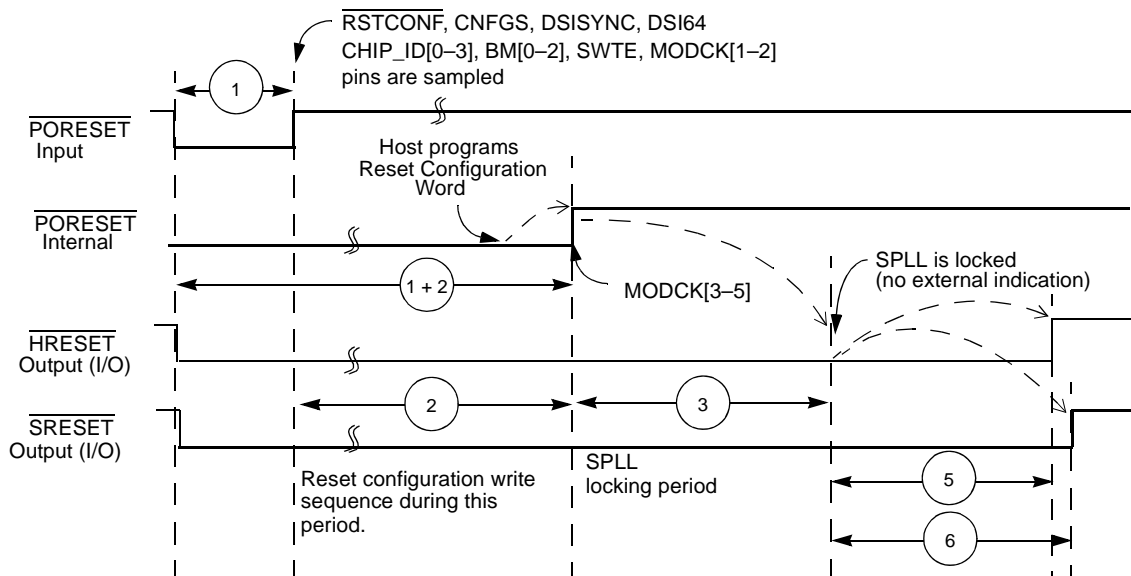 RSTCONF, CNFGS, DSISYNC, DSI64
CHIP_ID[0–3], BM[0–2], SWTE, MODCK[1–2]
pins are sampled
1
PORESET
Input
Host programs
Reset Configuration
Word
PORESET
Internal
SPLL is locked
(no external indication)
1 + 2
MODCK[3–5]
HRESET
Output (I/O)
2
3
SRESET
Output (I/O)
Reset configuration write
sequence during this
period.
SPLL
locking period
5
6